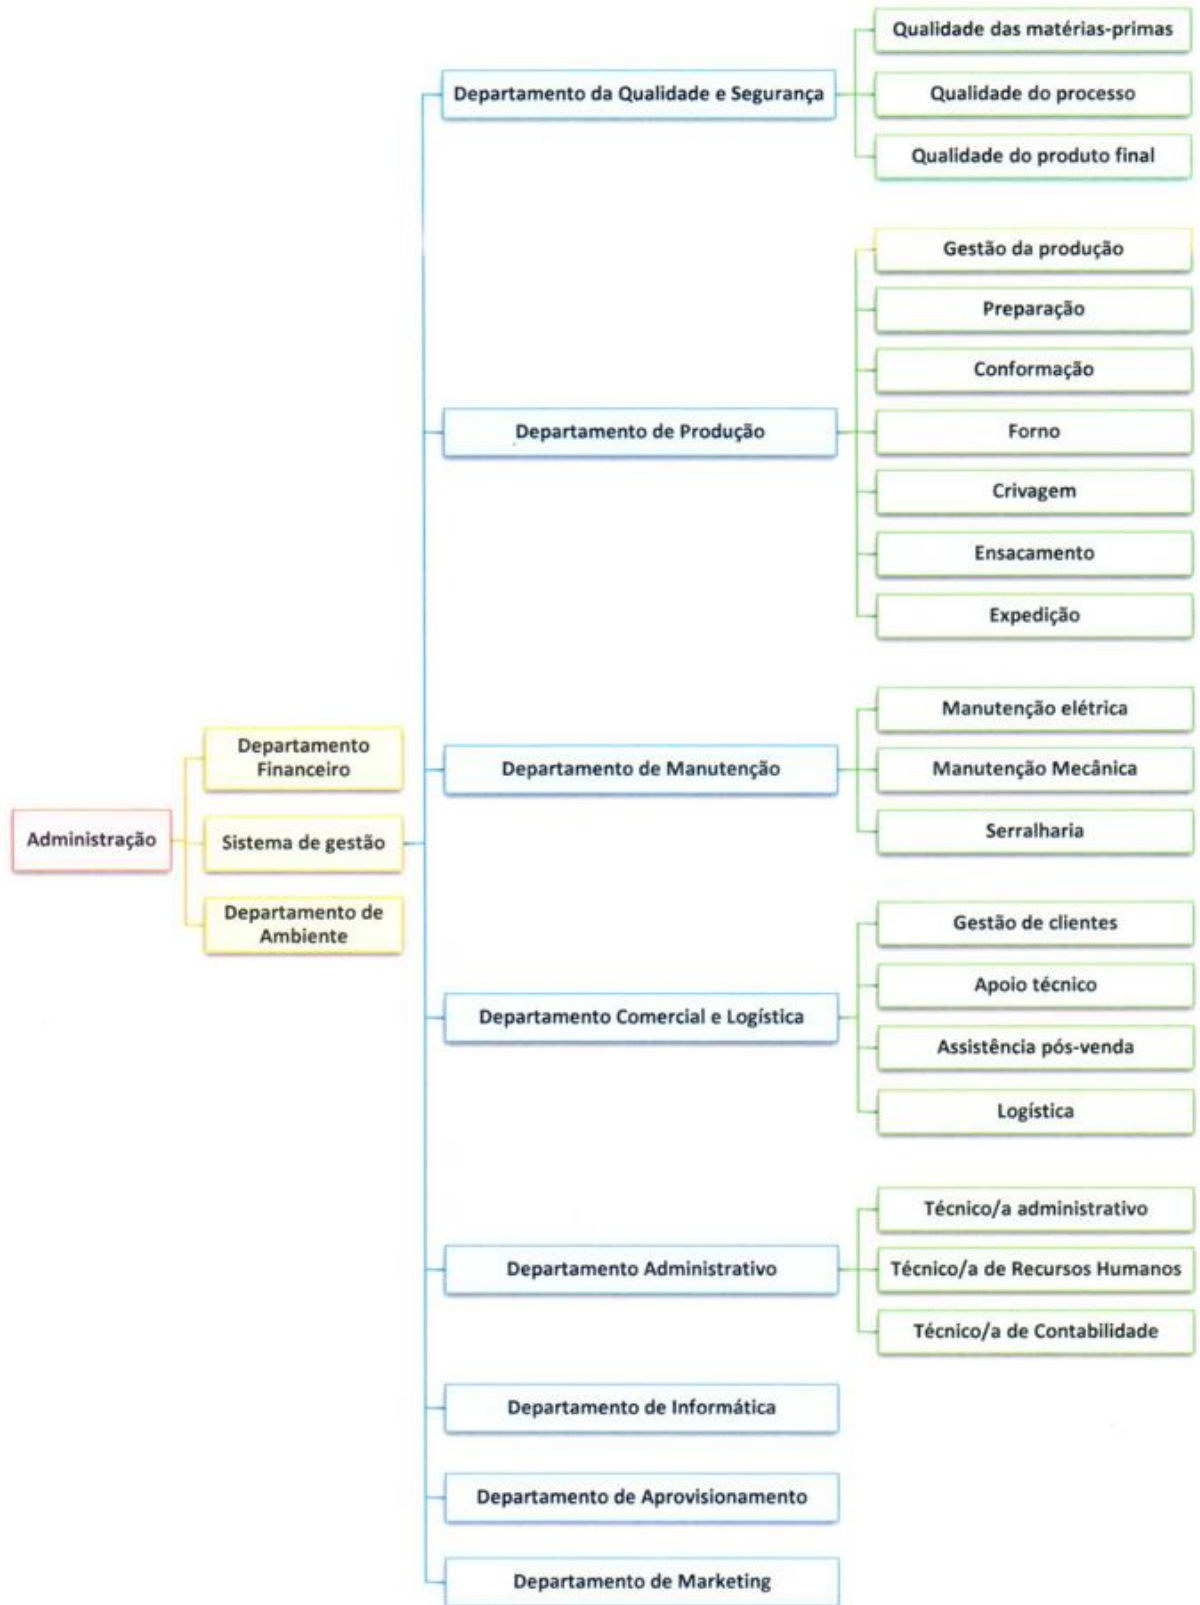 Administração
Departamento
Financeiro
Sistema de gestão
Departamento de
Ambiente
Departamento da Qualidade e Segurança
Qualidade das matérias-primas
Qualidade do processo
Qualidade do produto final
Departamento de Produção
Gestão da produção
Preparação
Conformação
Forno
Crivagem
Ensacamento
Expedição
Departamento de Manutenção
Manutenção elétrica
Manutenção Mecânica
Serralharia
Departamento Comercial e Logística
Gestão de clientes
Apoio técnico
Assistência pós-venda
Logística
Departamento Administrativo
Técnico/a administrativo
Técnico/a de Recursos Humanos
Técnico/a de Contabilidade
Departamento de Informática
Departamento de Aprovisionamento
Departamento de Marketing